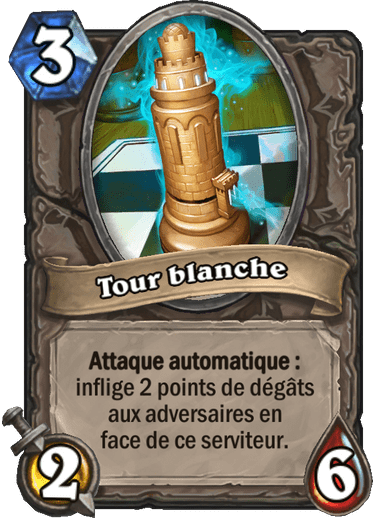 3
Tour blanche
Attaque automatique :
inflige 2 points de dégâts
aux adversaires en
face de ce serviteur.
2
6